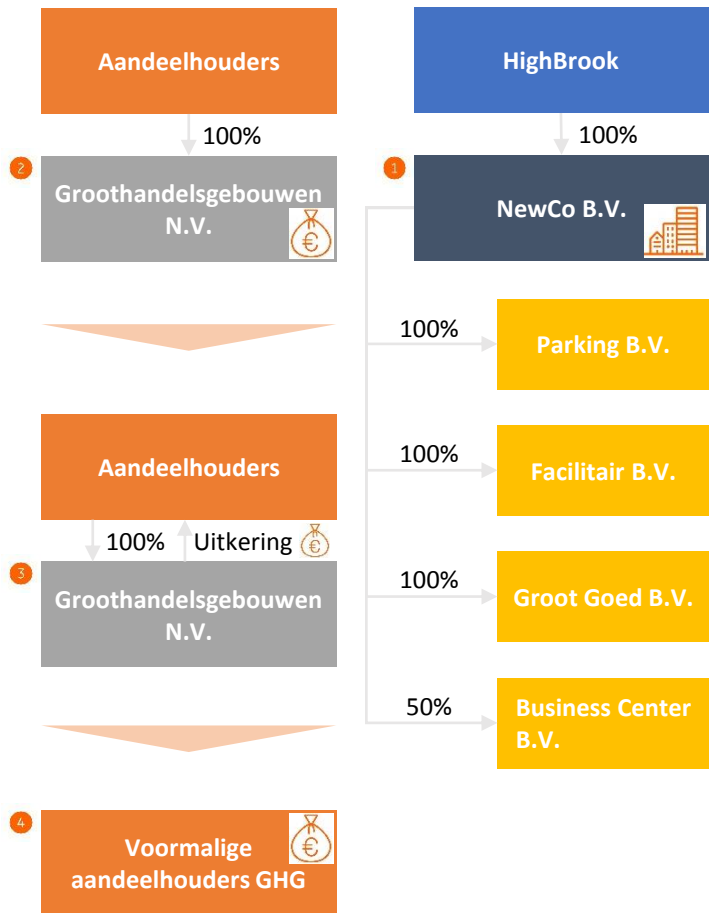 Aandeelhouders
100%
2
Groothandelsgebouwen
N.V.
€
HighBrook
100%
1
NewCo B.V.
100%
Parking B.V.
100%
Facilitair B.V.
100%
Groot Goed B.V.
50%
Business Center
B.V.
Aandeelhouders
100%
Uitkering
€
3
Groothandelsgebouwen
N.V.
4
Voormalige
aandeelhouders GHG
€